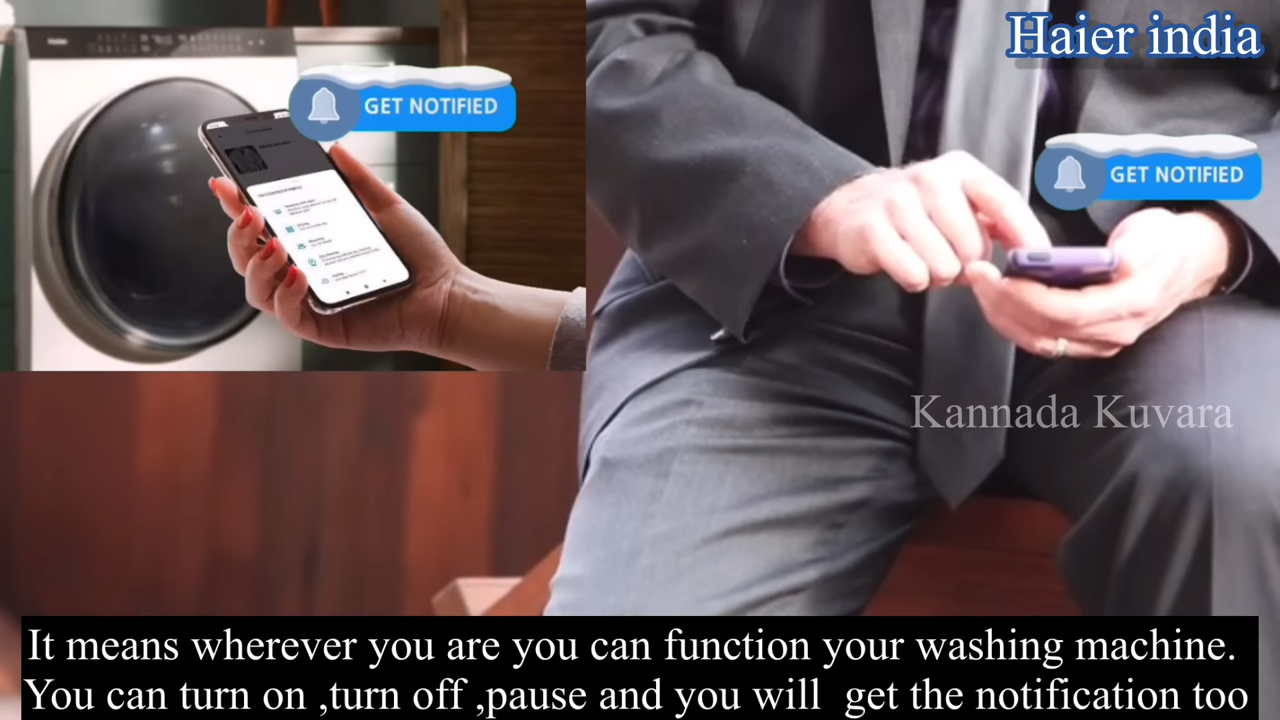 Haier india
GET NOTIFIED
GET NOTIFIED
Kannada Kuvara
It means wherever you are you can function your washing machine.
You can turn on ,turn off ,pause and you will get the notification too